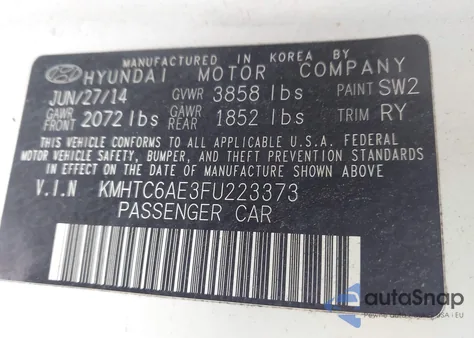 MANUFACTURED IN KOREA BY
HYUNDAI MOTOR COMPANY
JUN/27/14 GVWR 3858 lbs PAINT SW2
GAWR FRONT 2072 lbs GAWR REAR 1852 lbs TRIM RY
THIS VEHICLE CONFORMS TO ALL APPLICABLE U.S.A. FEDERAL
MOTOR VEHICLE SAFETY, BUMPER, AND THEFT PREVENTION STANDARDS
IN EFFECT ON THE DATE OF MANUFACTURE SHOWN ABOVE
V.I.N KMHTC6AE3FU223373
PASSENGER CAR
autoSnap